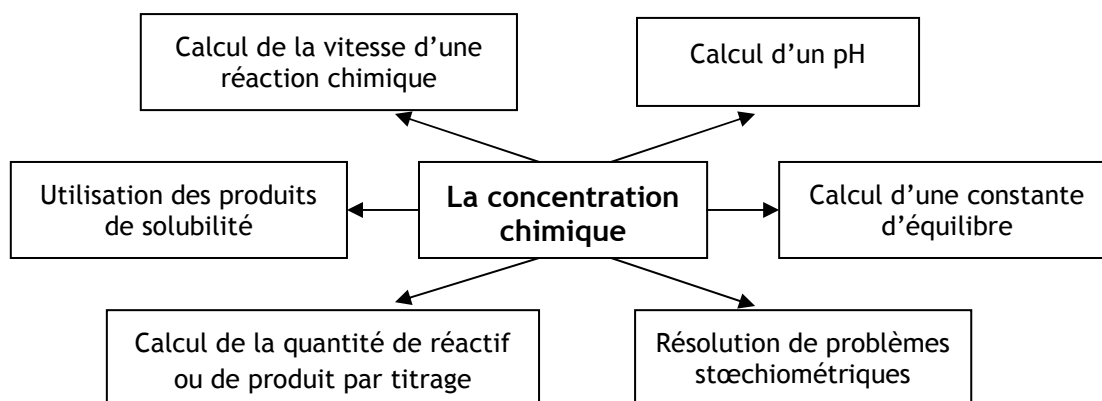 Calcul de la vitesse d’une
réaction chimique
Calcul d’un pH
Utilisation des produits
de solubilité
La concentration
chimique
Calcul d’une constante
d’équilibre
Calcul de la quantité de réactif
ou de produit par titrage
Résolution de problèmes
stœchiométriques